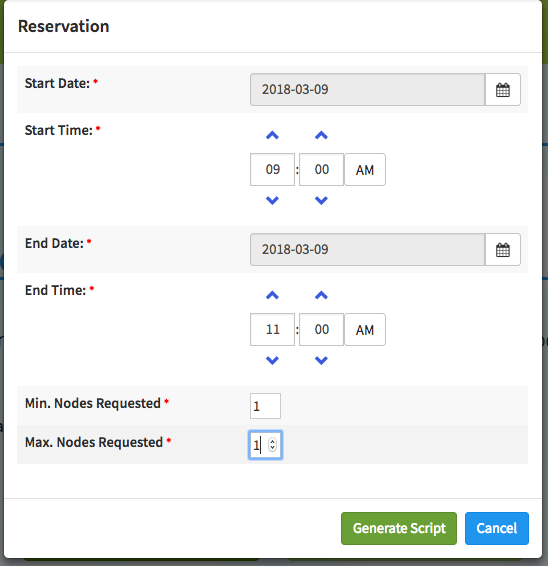 Reservation
Start Date: *
2018-03-09
Start Time: *
09 : 00 AM
End Date: *
2018-03-09
End Time: *
11 : 00 AM
Min. Nodes Requested *
1
Max. Nodes Requested *
1
Generate Script Cancel